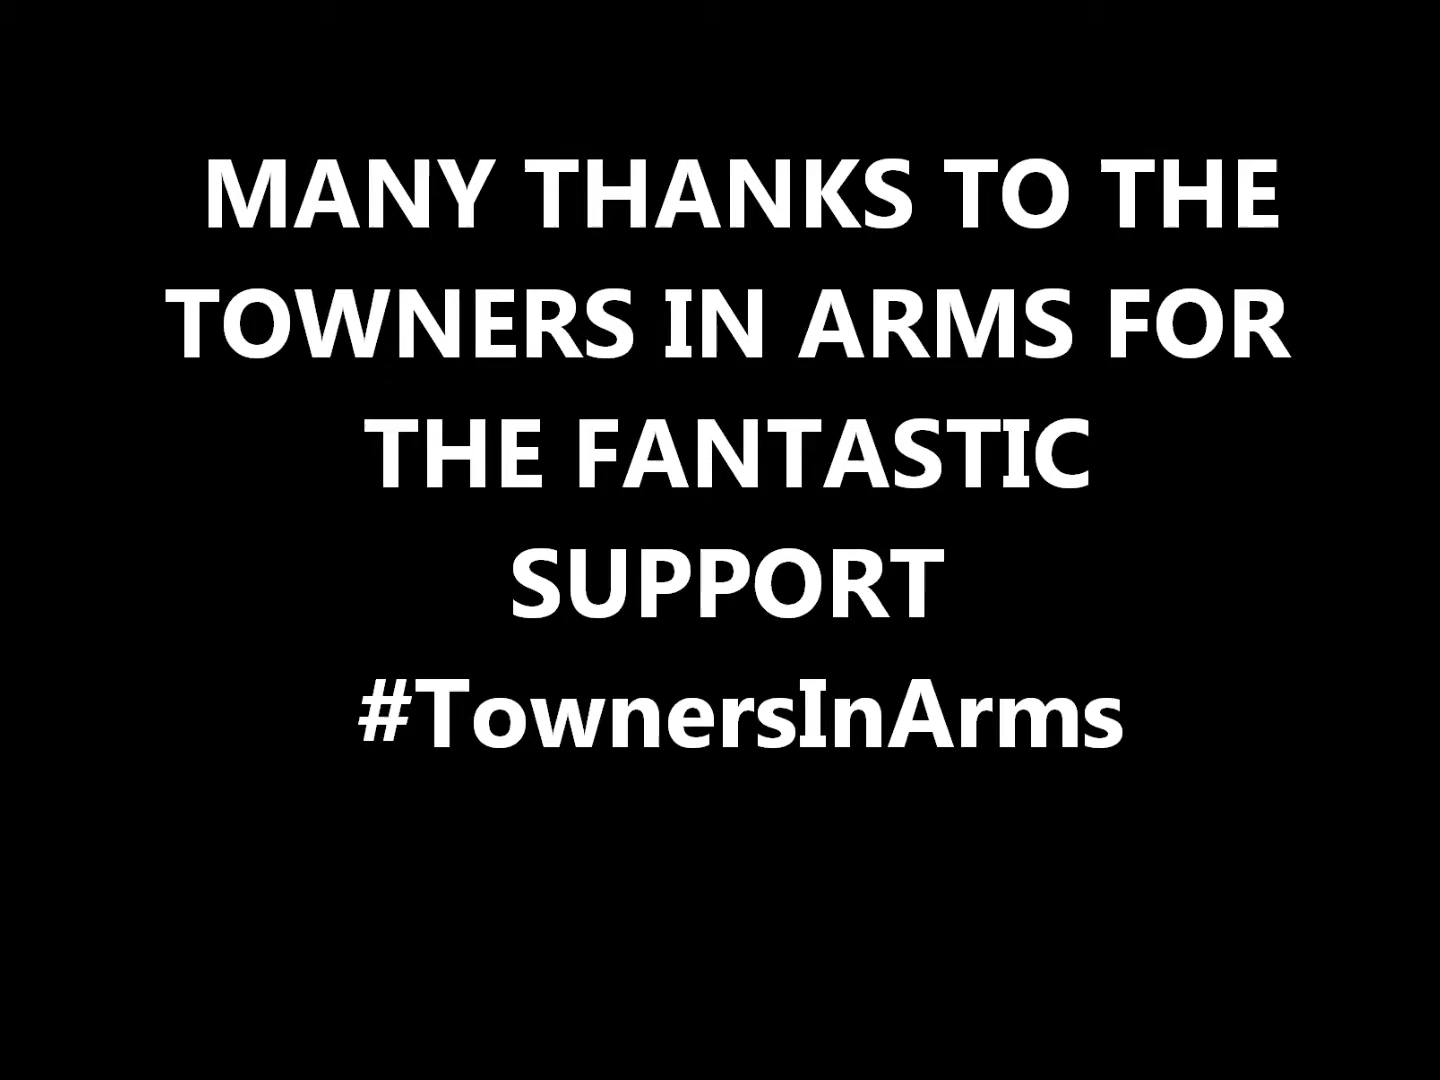 MANY THANKS TO THE
TOWNERS IN ARMS FOR
THE FANTASTIC
SUPPORT
#TownersInArms